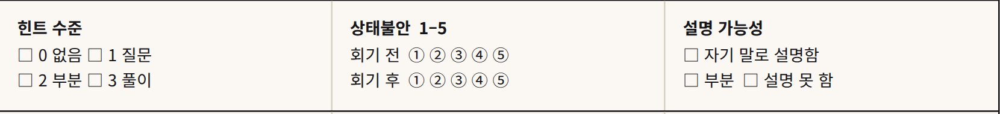 힌트 수준
□ 0 없음 □ 1 질문
□ 2 부분 □ 3 풀이
상태불안 1–5
회기 전 ① ② ③ ④ ⑤
회기 후 ① ② ③ ④ ⑤
설명 가능성
□ 자기 말로 설명함
□ 부분 □ 설명 못 함